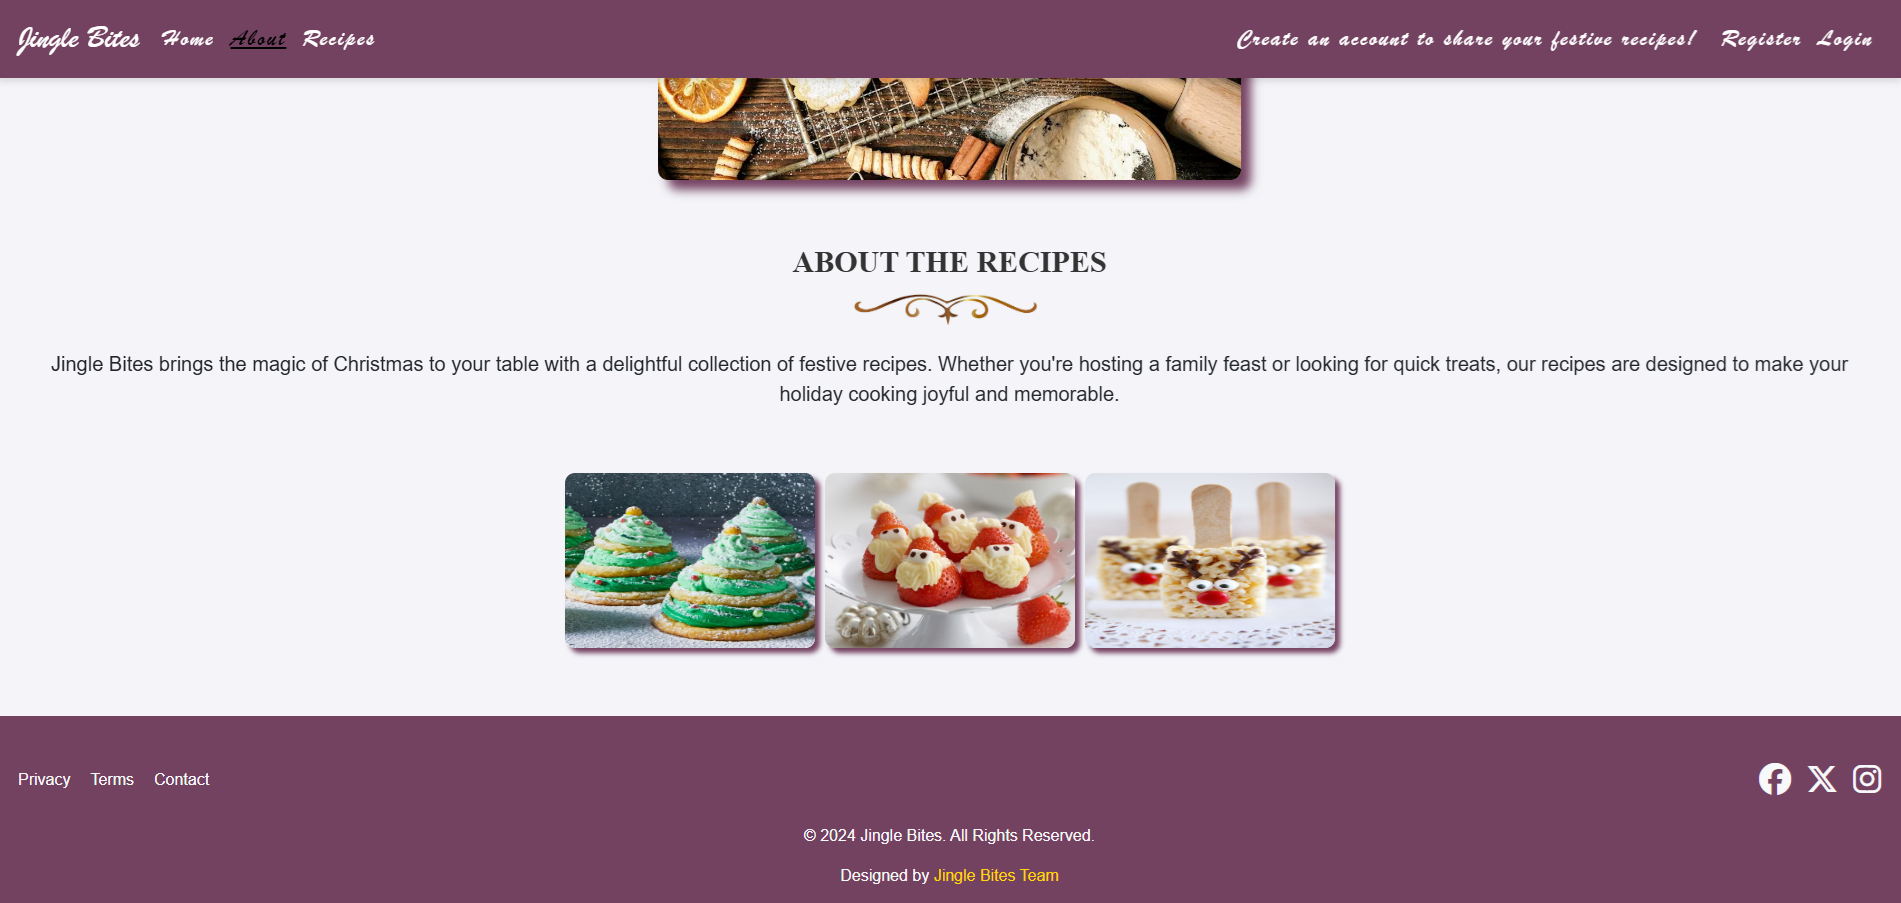 Jingle Bites Home About Recipes Create an account to share your festive recipes! Register Login
ABOUT THE RECIPES
Jingle Bites brings the magic of Christmas to your table with a delightful collection of festive recipes. Whether you're hosting a family feast or looking for quick treats, our recipes are designed to make your
holiday cooking joyful and memorable.
Privacy Terms Contact
© 2024 Jingle Bites. All Rights Reserved.
Designed by Jingle Bites Team